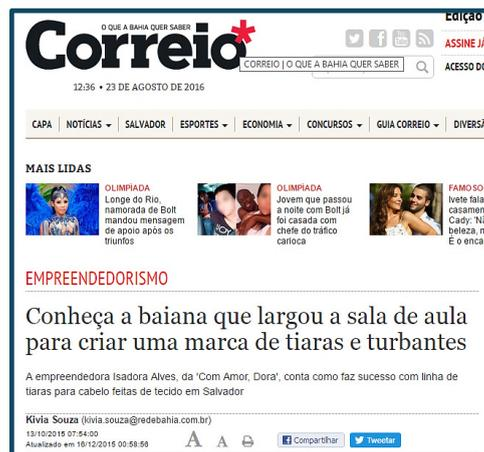 O QUE A BAHIA QUER SABER
Correio*
Edição
ASSINE JÁ
ACESSO DO
CORREIO | O QUE A BAHIA QUER SABER
12:36 • 23 DE AGOSTO DE 2016
CAPA NOTÍCIAS SALVADOR ESPORTES ECONOMIA CONCURSOS GUIA CORREIO DIVERSÃ
MAIS LIDAS
OLIMPÍADA
Longe do Rio,
namorada de Bolt
mandou mensagem
de apoio após os
triunfos
OLIMPÍADA
Jovem que passou
a noite com Bolt já
foi casada com
chefe do tráfico
carioca
FAMOSO
Ivete fala
casamen
Cady: 'Nã
beleza, n
É o enca
EMPREENDEDORISMO
Conheça a baiana que largou a sala de aula
para criar uma marca de tiaras e turbantes
A empreendedora Isadora Alves, da 'Com Amor, Dora', conta como faz sucesso com linha de
tiaras para cabelo feitas de tecido em Salvador
Kivia Souza (kivia.souza@redebahia.com.br)
13/10/2015 07:54:00
Atualizado em 16/12/2015 00:58:56
A A
Compartilhar
Tweetar